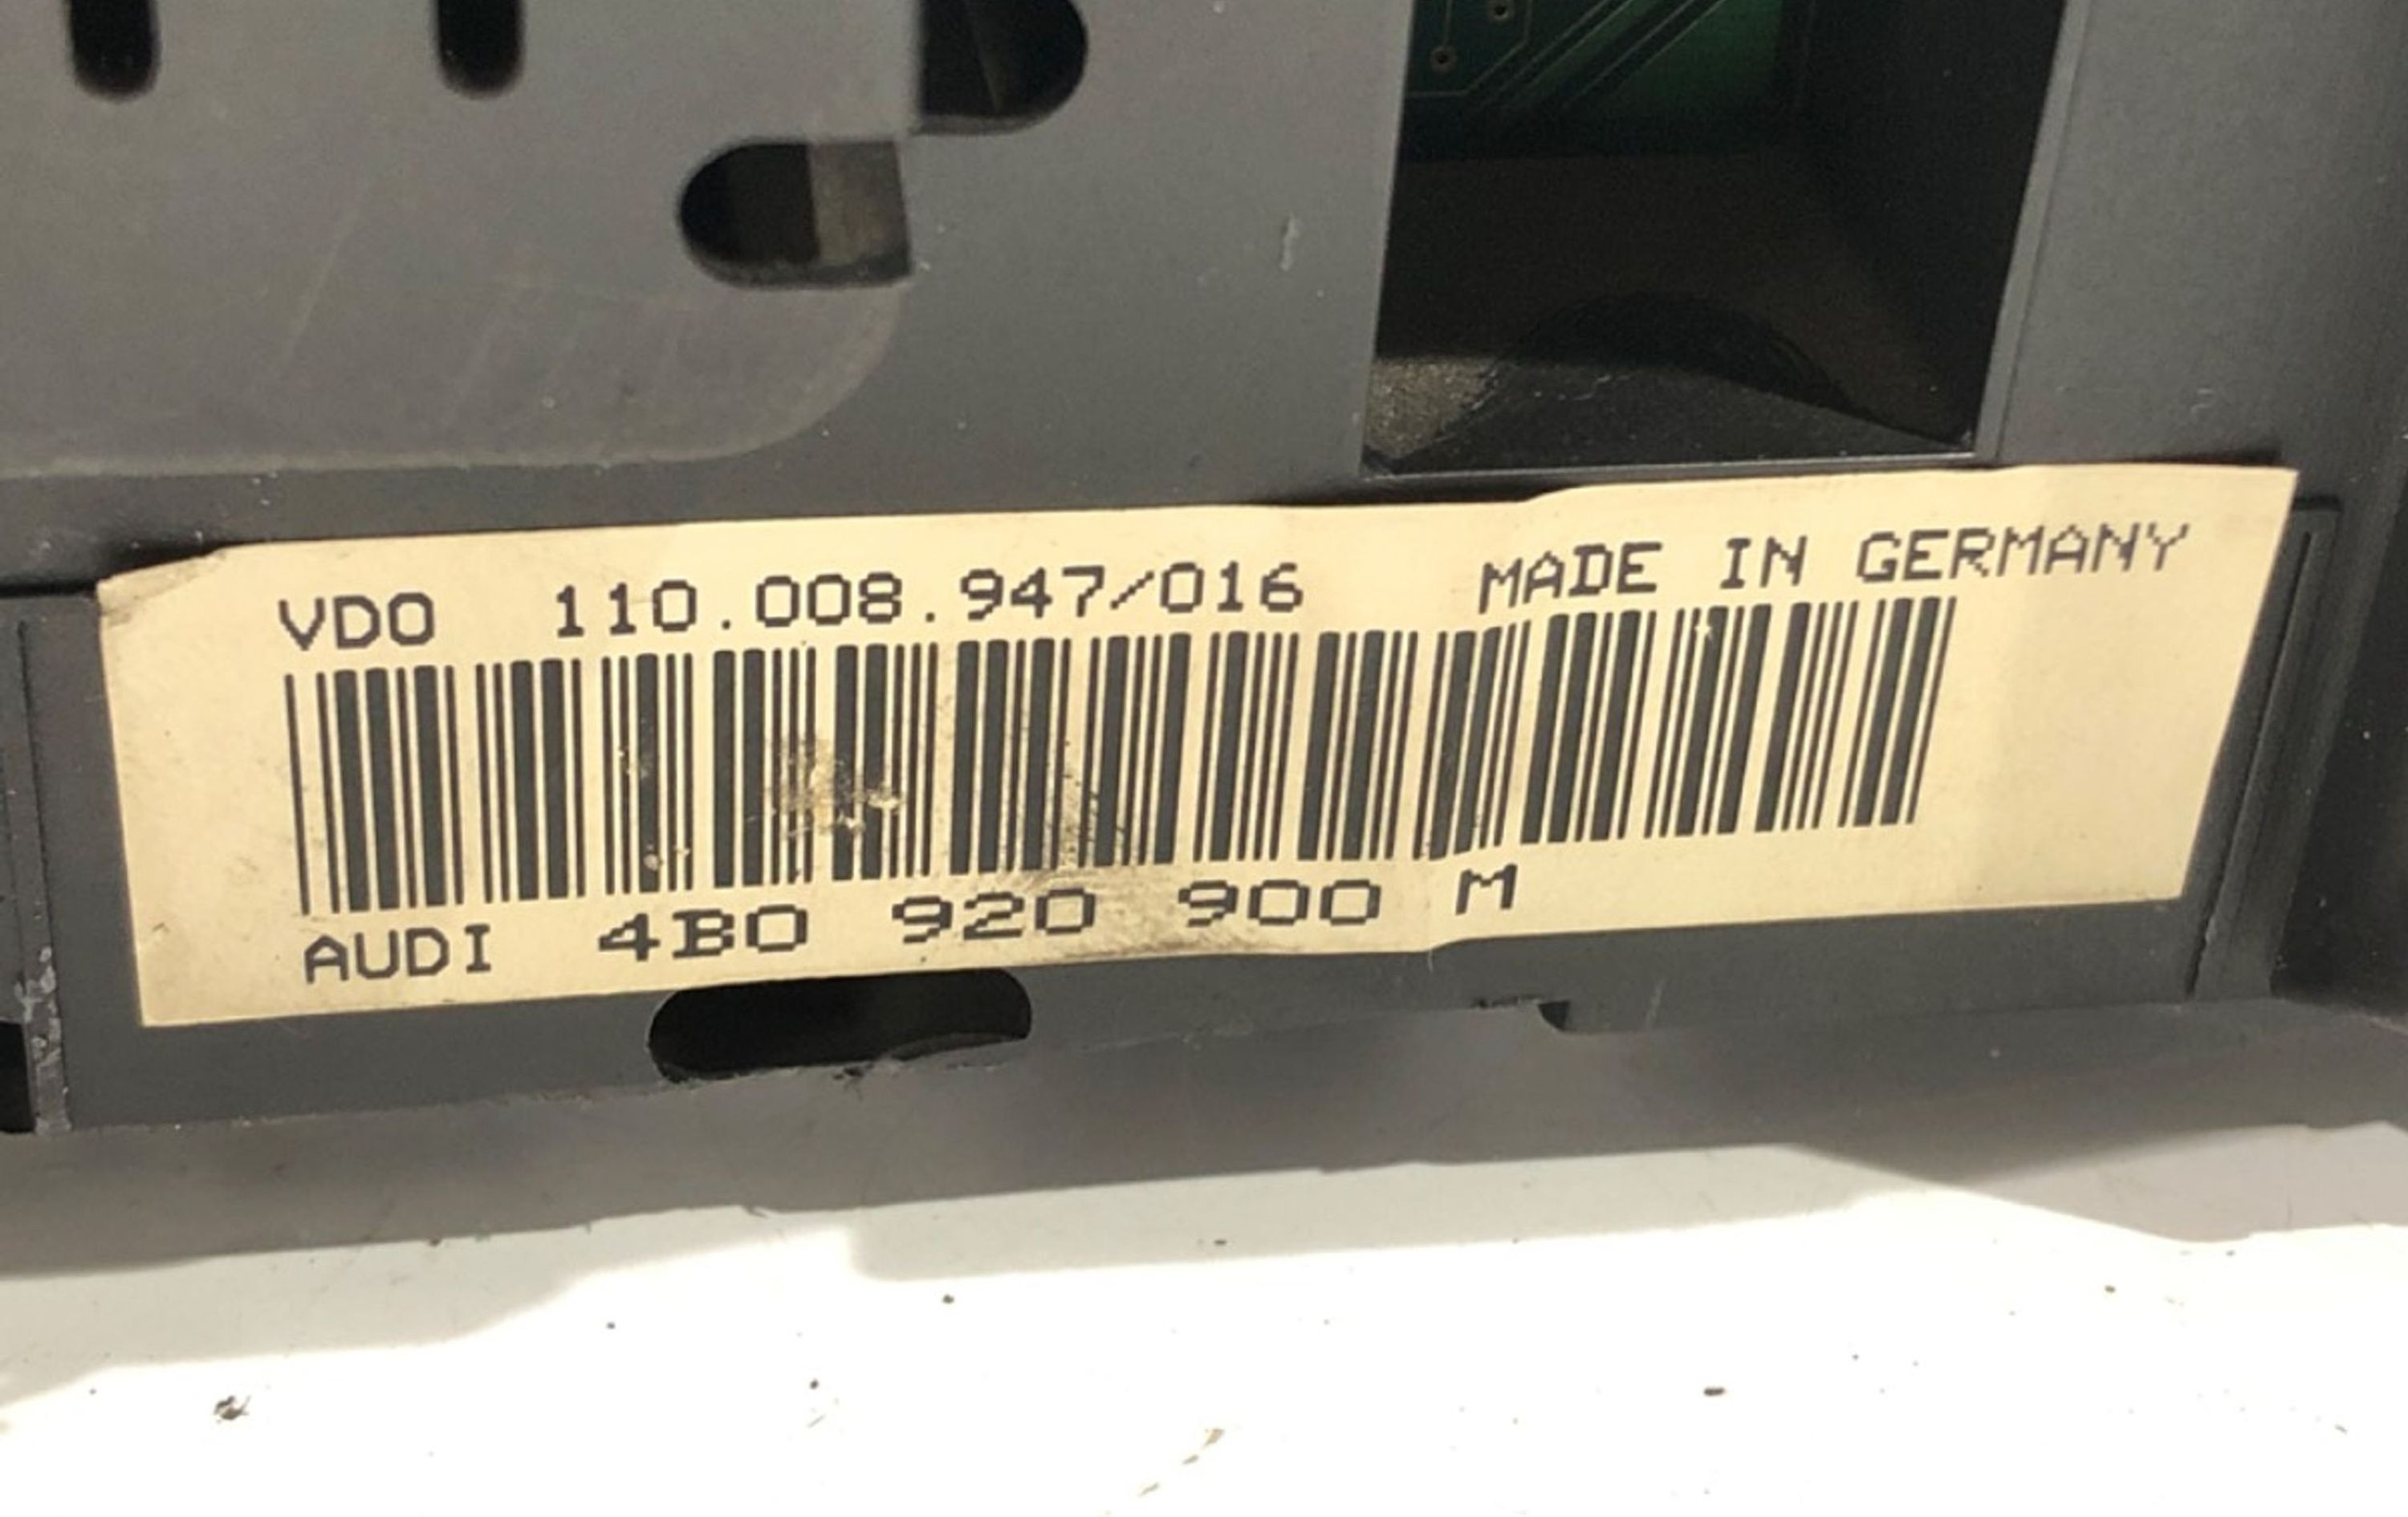 VDO 110.008.947/016 MADE IN GERMANY
AUDI 4B0 920 900 M